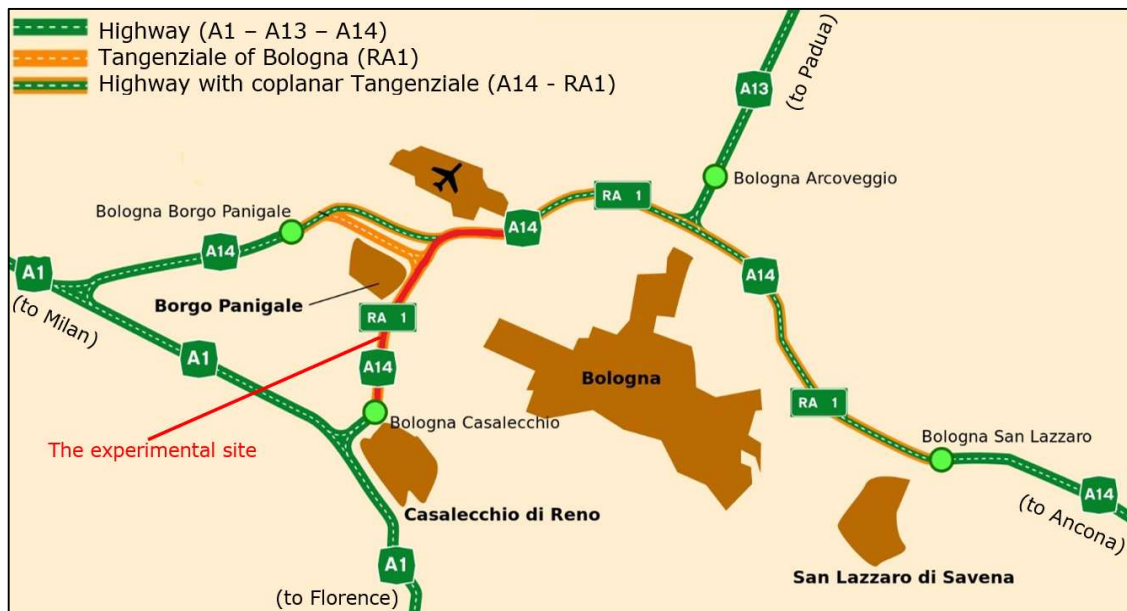 Highway (A1 – A13 – A14)
Tangenziale of Bologna (RA1)
Highway with coplanar Tangenziale (A14 - RA1)
A13
(to Padua)
Bologna Arcoveggio
RA 1
Bologna Borgo Panigale
A14
A14
A1
(to Milan)
Borgo Panigale
RA 1
A14
A1
A14
Bologna
RA 1
Bologna Casalecchio
The experimental site
Bologna San Lazzaro
A14
(to Ancona)
Casalecchio di Reno
A1
San Lazzaro di Savena
(to Florence)